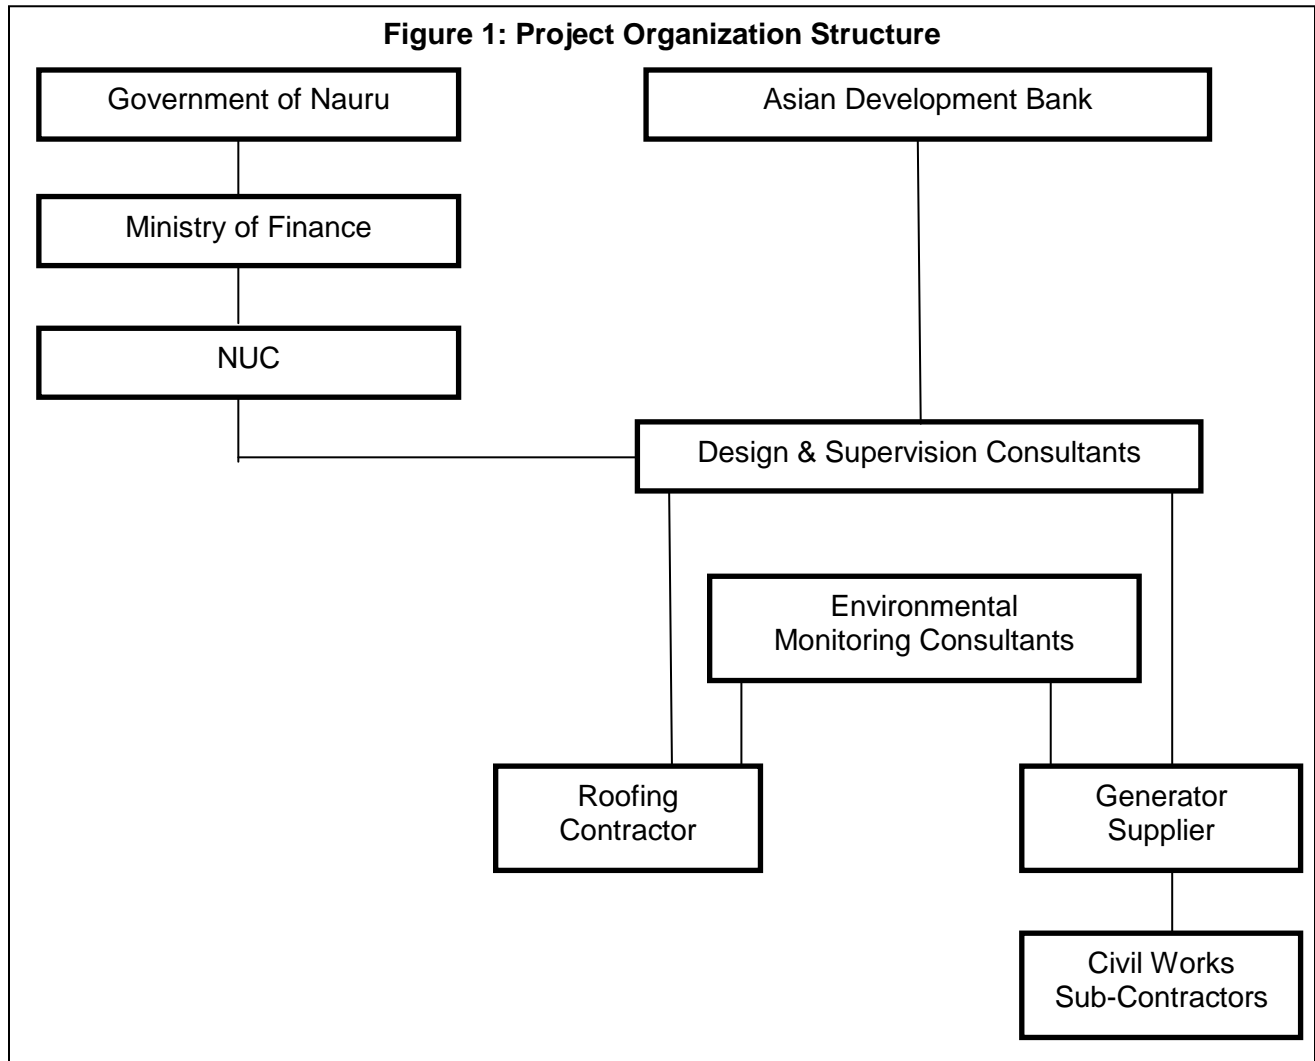 Figure 1: Project Organization Structure
Government of Nauru
Asian Development Bank
Ministry of Finance
NUC
Design & Supervision Consultants
Environmental
Monitoring Consultants
Roofing
Contractor
Generator
Supplier
Civil Works
Sub-Contractors